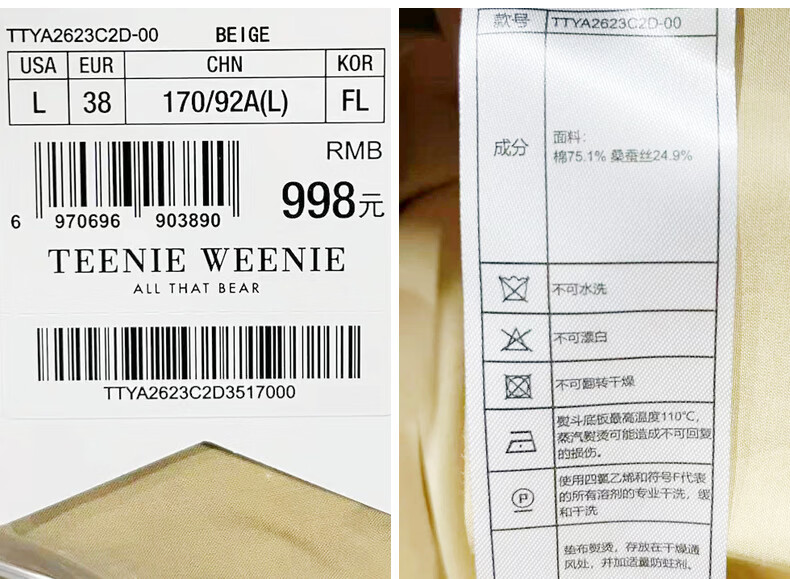 TTYA2623C2D-00 BEIGE
USA EUR CHN KOR
L 38 170/92A(L) FL
RMB
998元
6 970696 903890
TEENIE WEENIE
ALL THAT BEAR
TTYA2623C2D3517000
款号 TTYA2623C2D-00
成分
面料：
棉75.1% 桑蚕丝24.9%
不可水洗
不可漂白
不可翻转干燥
熨斗底板最高温度110℃，
蒸汽熨烫可能造成不可回复
的损伤。
P
使用四氯乙烯和符号F代表
的所有溶剂的专业干洗，缓
和干洗
垫布熨烫，存放在干燥通
风处，并加适量防蛀剂。